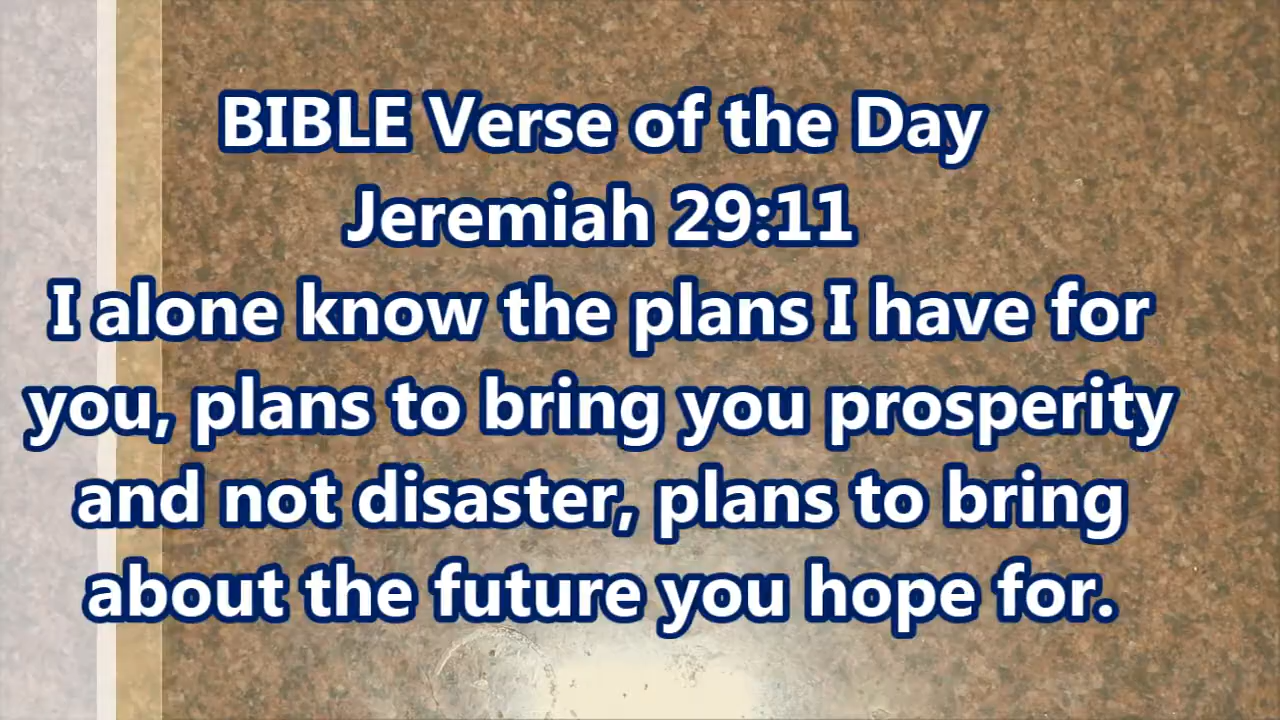 BIBLE Verse of the Day
Jeremiah 29:11
I alone know the plans I have for
you, plans to bring you prosperity
and not disaster, plans to bring
about the future you hope for.